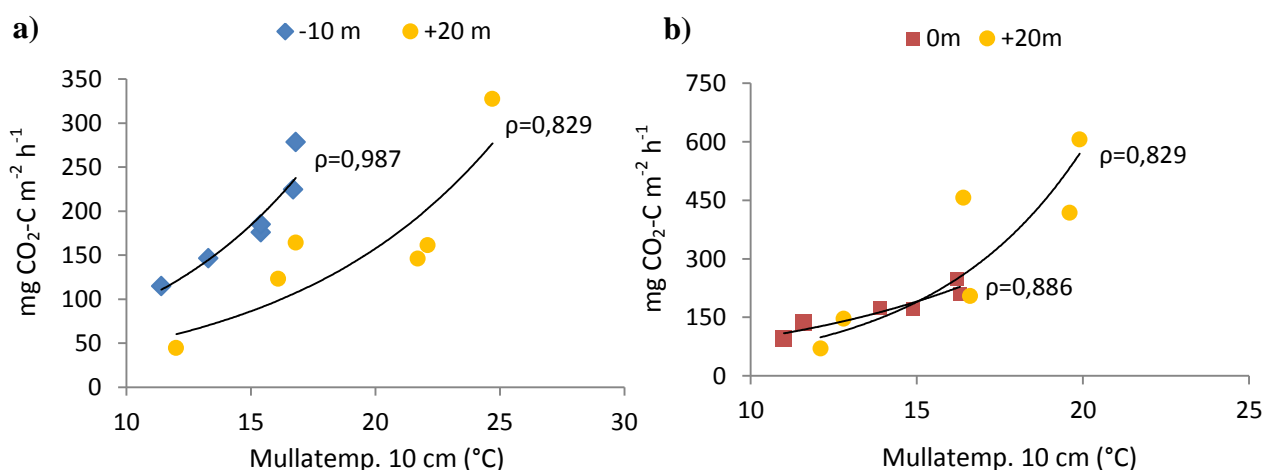 a)
-10 m +20 m
mg CO₂-C m⁻² h⁻¹
350
300
250
200
150
100
50
0
ρ=0,987
ρ=0,829
10 15 20 25 30
Mullatemp. 10 cm (°C)
b)
0m +20m
mg CO₂-C m⁻² h⁻¹
750
600
450
300
150
0
ρ=0,829
ρ=0,886
10 15 20 25
Mullatemp. 10 cm (°C)